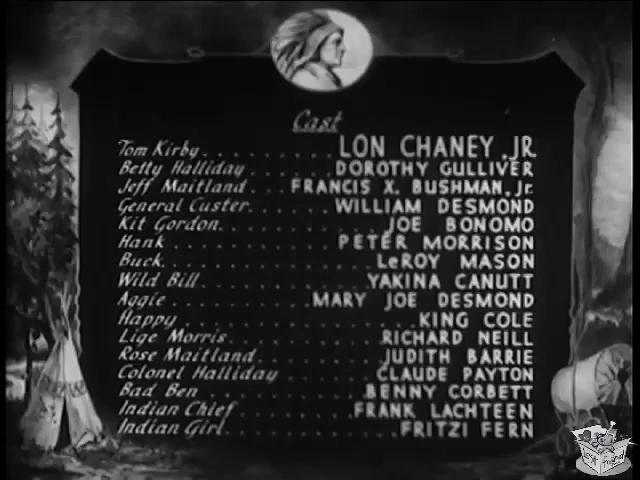 Cast
Tom Kirby.......... LON CHANEY, JR.
Betty Halliday....... DOROTHY GULLIVER
Jeff Maitland... FRANCIS X. BUSHMAN, Jr.
General Custer....... WILLIAM DESMOND
Kit Gordon............ JOE BONOMO
Hank........... PETER MORRISON
Buck............. LeROY MASON
Wild Bill............ YAKINA CANUTT
Aggie.......... MARY JOE DESMOND
Happy................ KING COLE
Lige Morris.......... RICHARD NEILL
Rose Maitland........ JUDITH BARRIE
Colonel Halliday...... CLAUDE PAYTON
Bad Ben........... BENNY CORBETT
Indian Chief........ FRANK LACHTEEN
Indian Girl........... FRITZI FERN